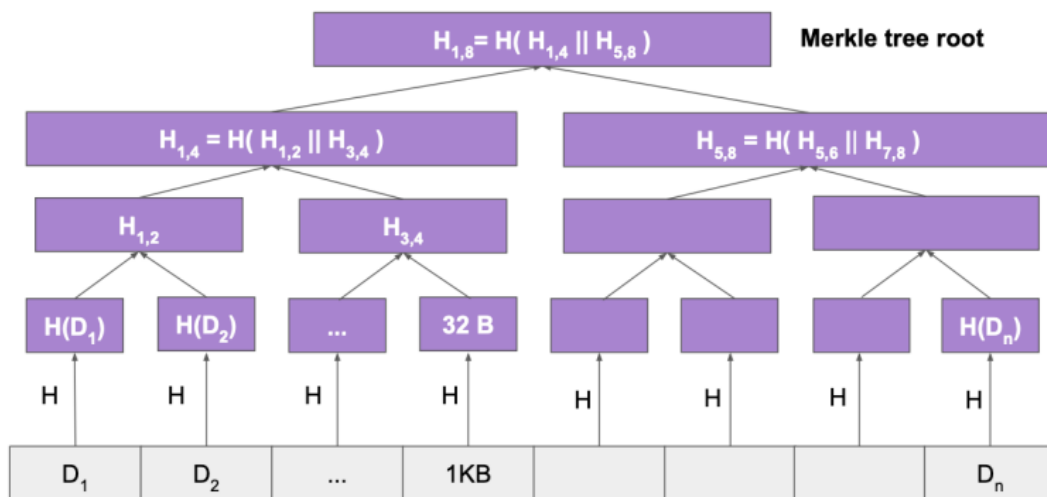 H1,8= H( H1,4 || H5,8 )
Merkle tree root
H1,4 = H( H1,2 || H3,4 )
H5,8 = H( H5,6 || H7,8 )
H1,2
H3,4
H(D1)
H(D2)
...
32 B
H(Dn)
H
H
H
H
H
H
H
H
D1
D2
...
1KB
Dn